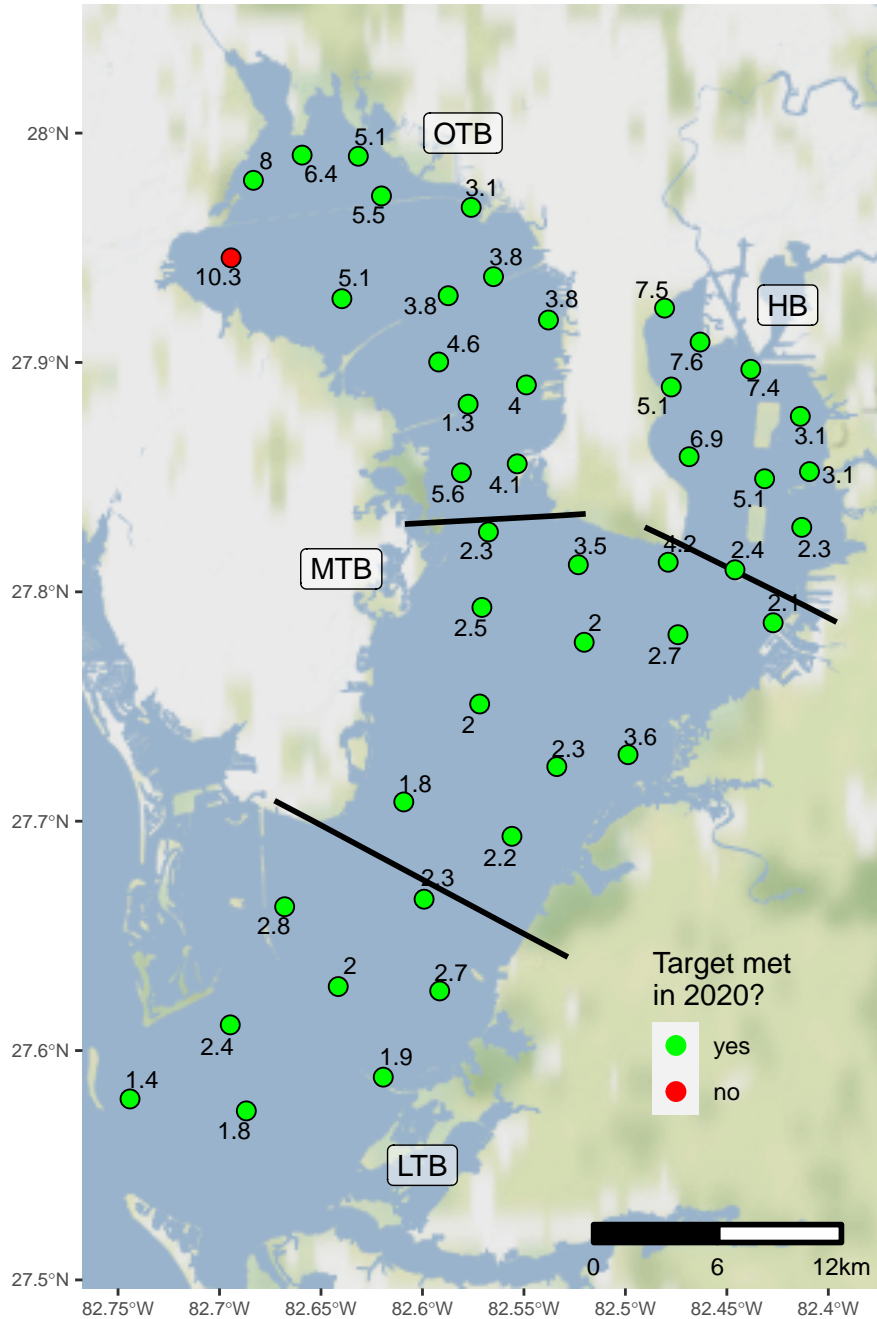 28°N
27.9°N
27.8°N
27.7°N
27.6°N
27.5°N
OTB
5.1
8
6.4
3.1
5.5
10.3
3.8
5.1
3.8
3.8
7.5
HB
4.6
7.6
7.4
5.1
4
1.3
3.1
6.9
3.1
5.6
4.1
5.1
2.3
2.3
3.5
4.2
2.4
MTB
2.5
2.1
2
2.7
2
2.3
3.6
1.8
2.2
2.3
2.8
2
2.7
2.4
1.9
1.4
1.8
LTB
Target met
in 2020?
yes
no
0 6 12km
82.75°W 82.7°W 82.65°W 82.6°W 82.55°W 82.5°W 82.45°W 82.4°W